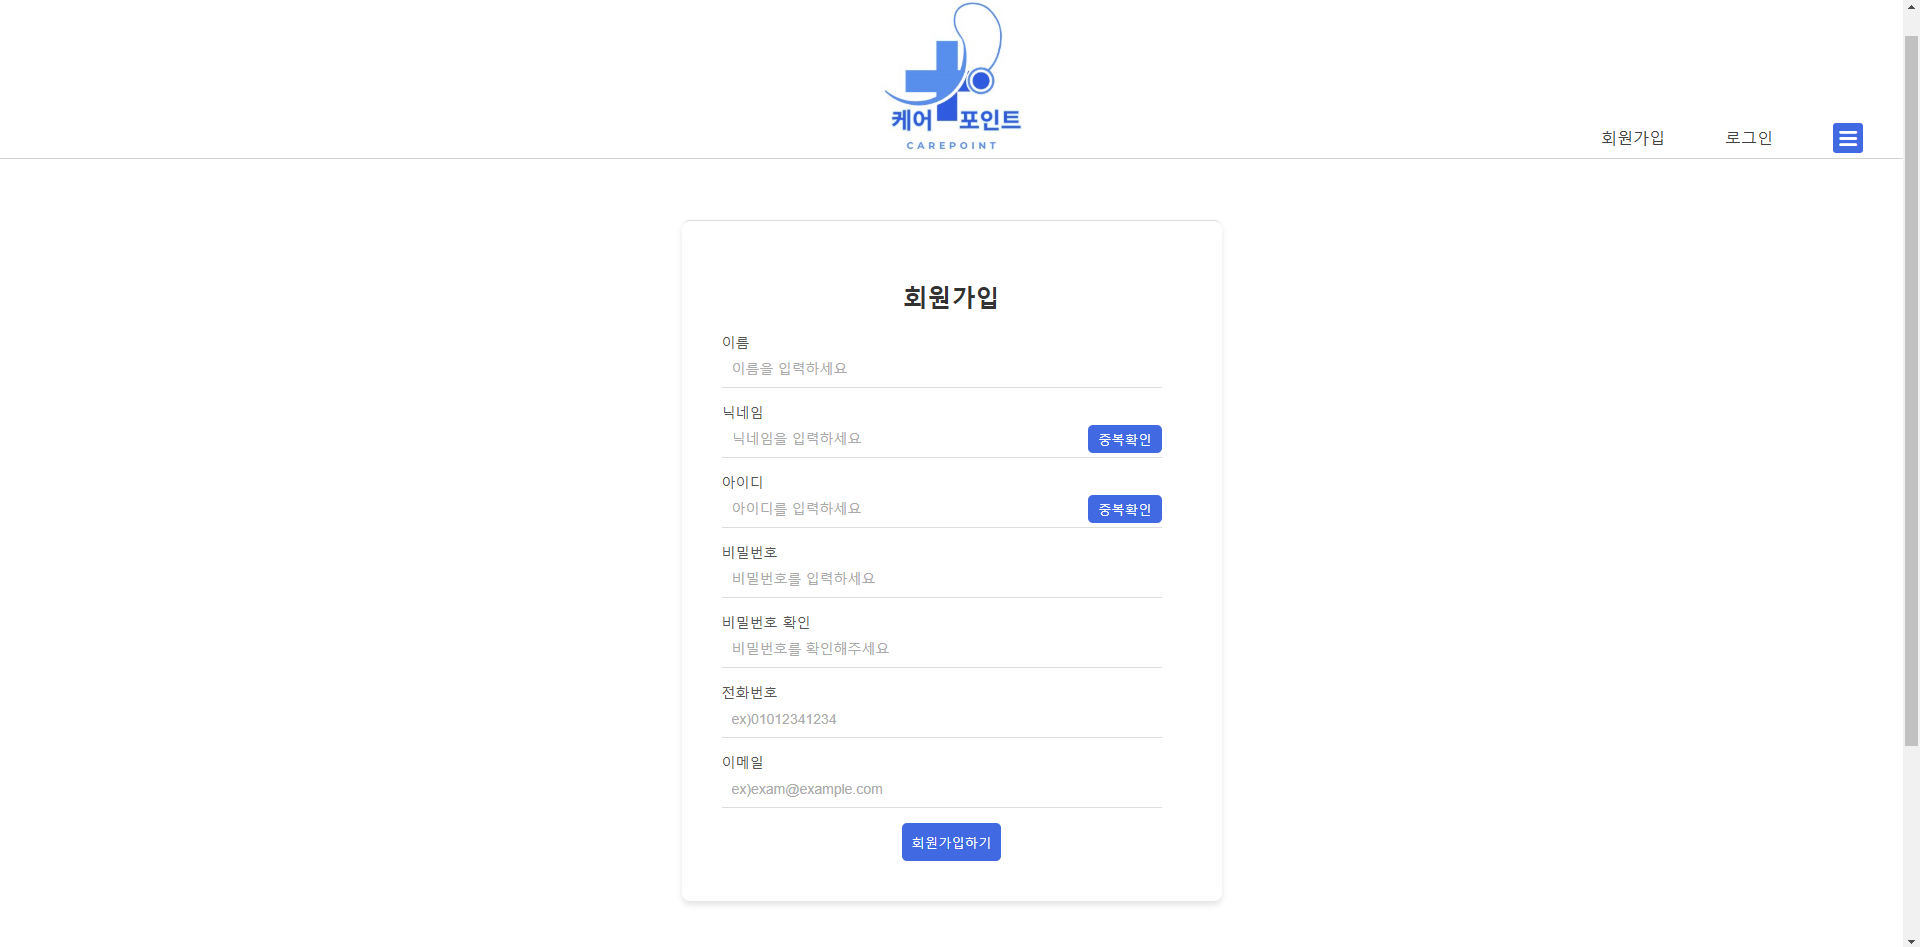 케어 포인트
CAREPOINT
회원가입 로그인
회원가입
이름
이름을 입력하세요
닉네임
닉네임을 입력하세요 중복확인
아이디
아이디를 입력하세요 중복확인
비밀번호
비밀번호를 입력하세요
비밀번호 확인
비밀번호를 확인해주세요
전화번호
ex)01012341234
이메일
ex)exam@example.com
회원가입하기